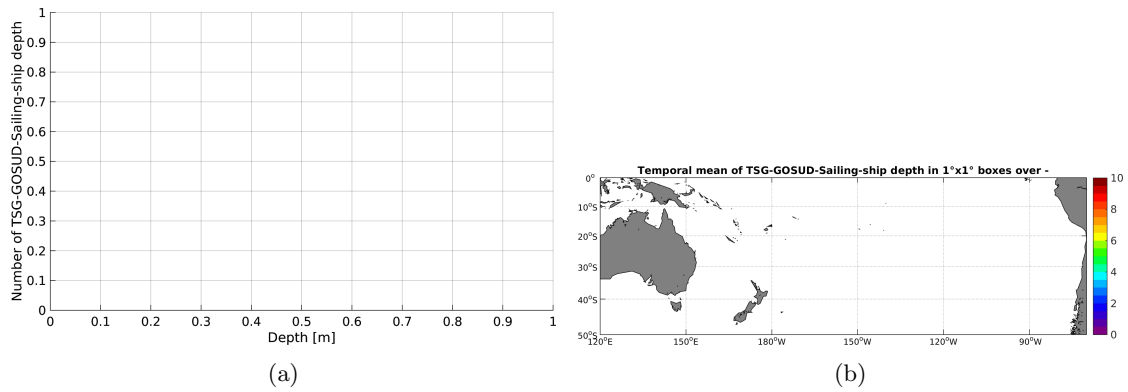 1
0.9
0.8
0.7
0.6
0.5
0.4
0.3
0.2
0.1
0
Number of TSG-GOSUD-Sailing-ship depth
0 0.1 0.2 0.3 0.4 0.5 0.6 0.7 0.8 0.9 1
Depth [m]
(a)
Temporal mean of TSG-GOSUD-Sailing-ship depth in 1°x1° boxes over -
0°
10°S
20°S
30°S
40°S
50°S
120°E 150°E 180°W 150°W 120°W 90°W
10
8
6
4
2
0
(b)